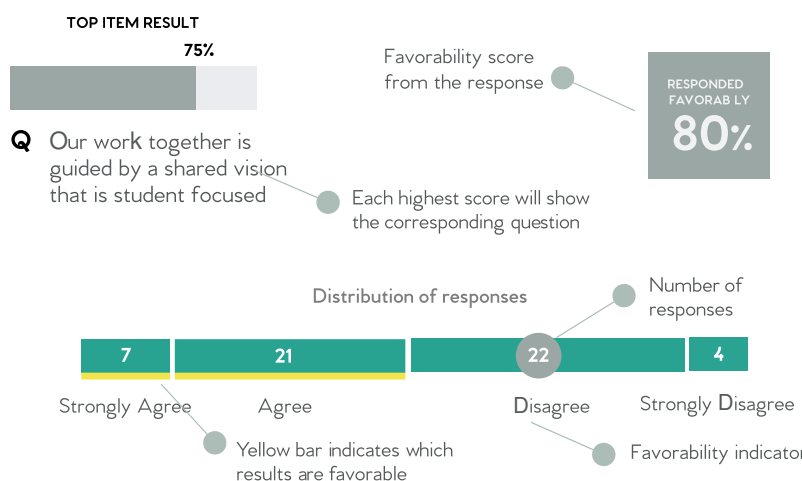 TOP ITEM RESULT
75%
Q Our work together is
guided by a shared vision
that is student focused
Favorability score
from the response
RESPONDED
FAVORAB LY
80%
Each highest score will show
the corresponding question
Distribution of responses
Number of
responses
7 21 22 4
Strongly Agree Agree Disagree Strongly Disagree
Yellow bar indicates which
results are favorable
Favorability indicator